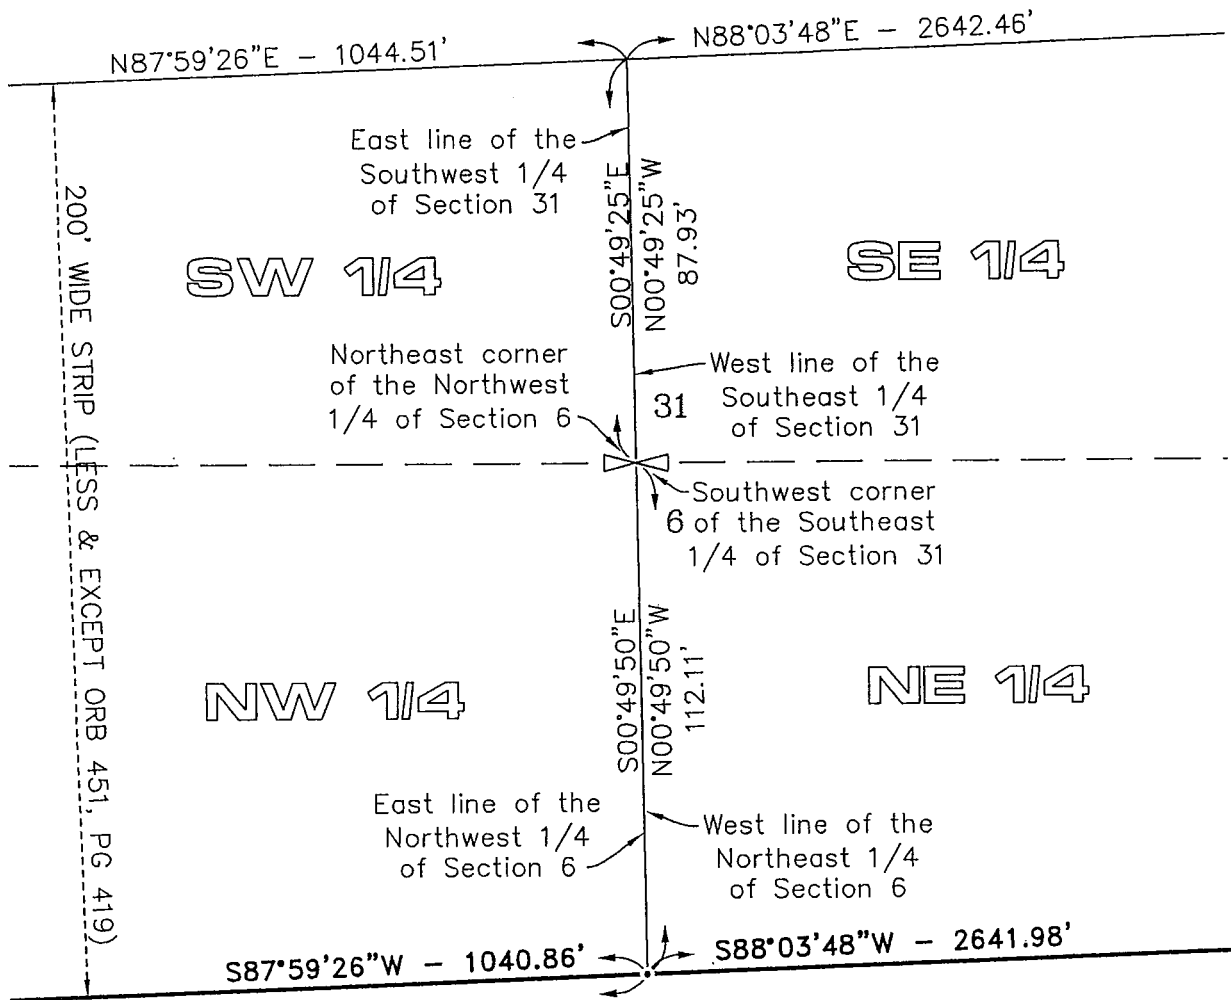 N87°59'26"E – 1044.51'
N88°03'48"E – 2642.46'
East line of the
Southwest 1/4
of Section 31
S00°49'25"E
N00°49'25"W
87.93'
200' WIDE STRIP (LESS & EXCEPT ORB 451, PG 419)
SW 1/4
SE 1/4
Northeast corner
of the Northwest
1/4 of Section 6
West line of the
Southeast 1/4
of Section 31
31
Southwest corner
of the Southeast
1/4 of Section 31
6
S00°49'50"E
N00°49'50"W
112.11'
NW 1/4
NE 1/4
East line of the
Northwest 1/4
of Section 6
West line of the
Northeast 1/4
of Section 6
S87°59'26"W – 1040.86'
S88°03'48"W – 2641.98'